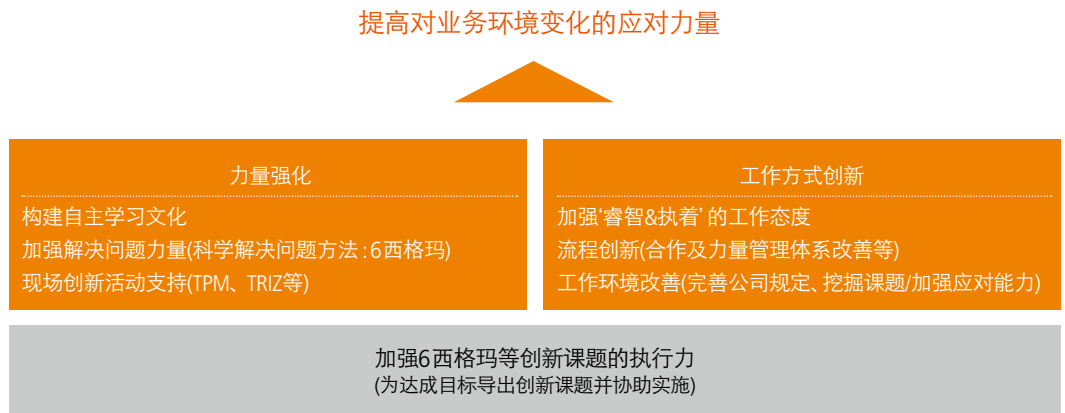 提高对业务环境变化的应对力量
力量强化
构建自主学习文化
加强解决问题力量(科学解决问题方法:6西格玛)
现场创新活动支持(TPM、TRIZ等)
工作方式创新
加强‘睿智&执着’的工作态度
流程创新(合作及力量管理体系改善等)
工作环境改善(完善公司规定、挖掘课题/加强应对能力)
加强6西格玛等创新课题的执行力
(为达成目标导出创新课题并协助实施)